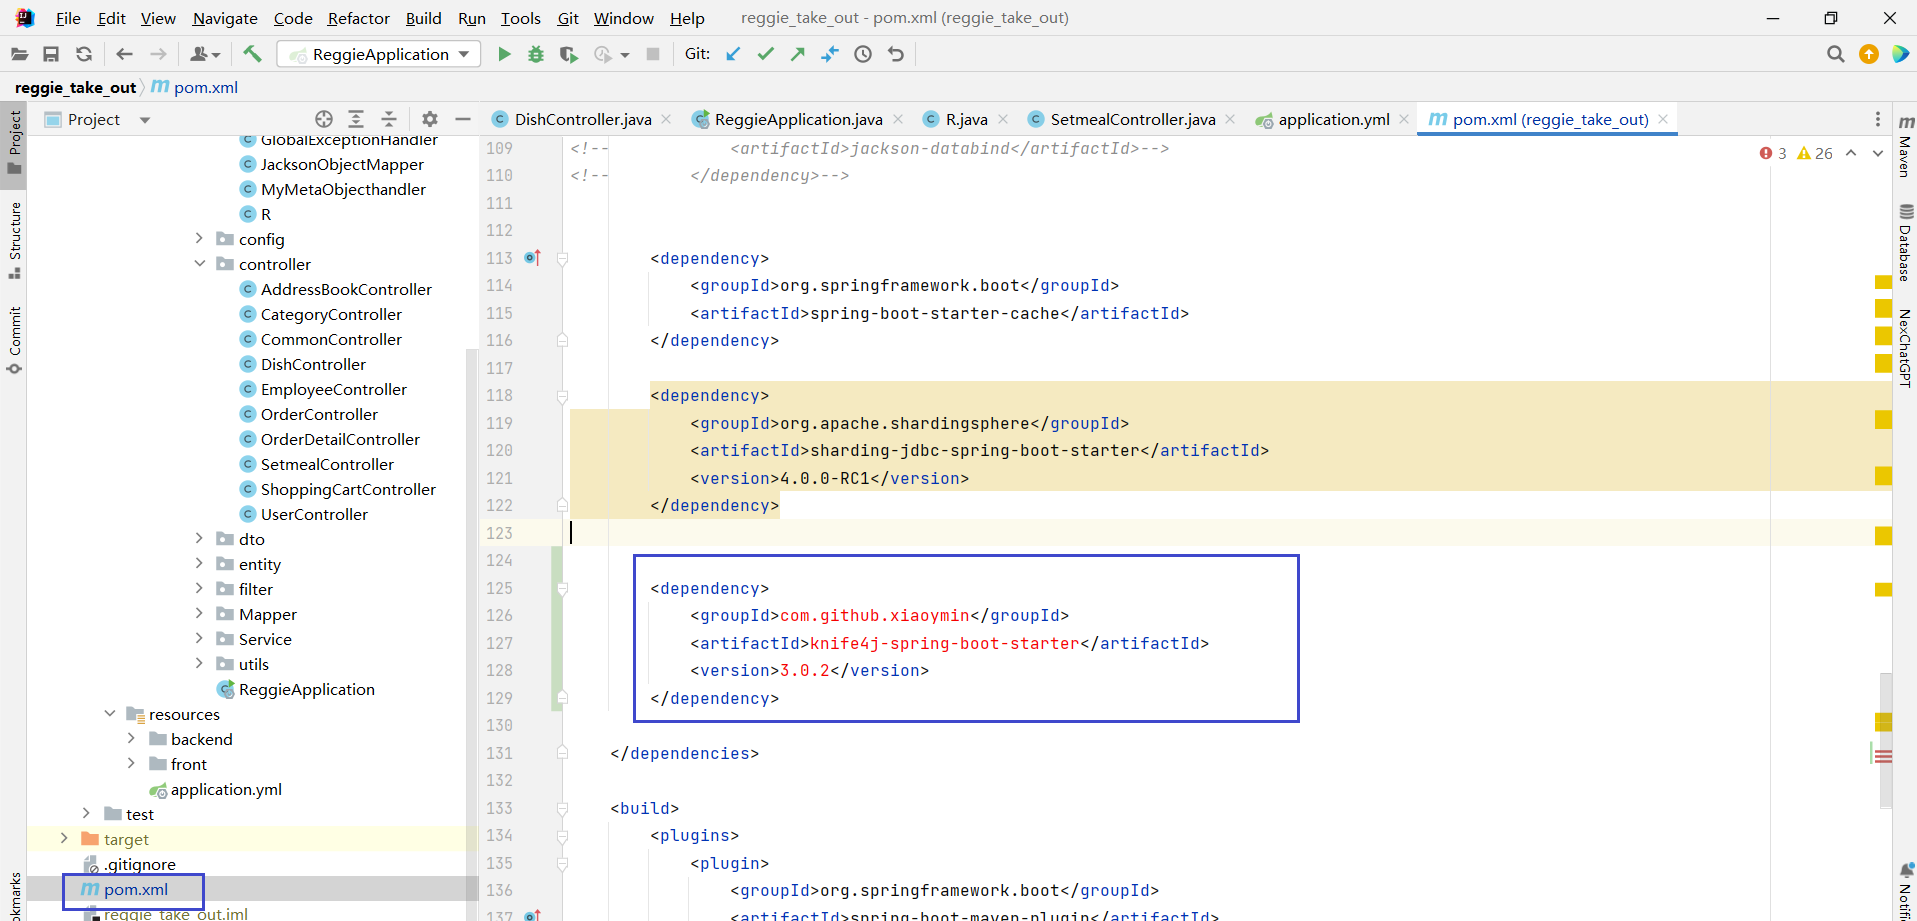 File Edit View Navigate Code Refactor Build Run Tools Git Window Help reggie_take_out - pom.xml (reggie_take_out)
ReggieApplication Git:
reggie_take_out pom.xml
Project
DishController.java ReggieApplication.java R.java SetmealController.java application.yml pom.xml (reggie_take_out)
Project
Structure
Commit
okmarks
GlobalExceptionHandler
JacksonObjectMapper
MyMetaObjecthandler
R
config
controller
AddressBookController
CategoryController
CommonController
DishController
EmployeeController
OrderController
OrderDetailController
SetmealController
ShoppingCartController
UserController
dto
entity
filter
Mapper
Service
utils
ReggieApplication
resources
backend
front
application.yml
test
target
.gitignore
pom.xml
reggie_take_out.iml
3 26
109 <!-- <artifactId>jackson-databind</artifactId>-->
110 <!-- </dependency>-->
111
112
113 <dependency>
114 <groupId>org.springframework.boot</groupId>
115 <artifactId>spring-boot-starter-cache</artifactId>
116 </dependency>
117
118 <dependency>
119 <groupId>org.apache.shardingsphere</groupId>
120 <artifactId>sharding-jdbc-spring-boot-starter</artifactId>
121 <version>4.0.0-RC1</version>
122 </dependency>
123
124
125 <dependency>
126 <groupId>com.github.xiaoymin</groupId>
127 <artifactId>knife4j-spring-boot-starter</artifactId>
128 <version>3.0.2</version>
129 </dependency>
130
131 </dependencies>
132
133 <build>
134 <plugins>
135 <plugin>
136 <groupId>org.springframework.boot</groupId>
137 <artifactId>spring-boot-maven-plugin</artifactId>
m Maven
Database
NexChatGPT
Notifi